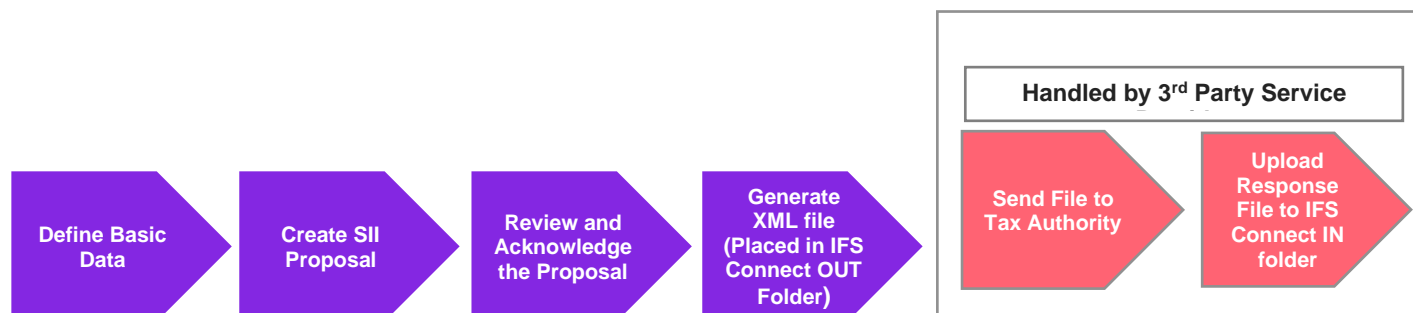 Handled by 3rd Party Service
Define Basic
Data
Create SII
Proposal
Review and
Acknowledge
the Proposal
Generate
XML file
(Placed in IFS
Connect OUT
Folder)
Send File to
Tax Authority
Upload
Response
File to IFS
Connect IN
folder